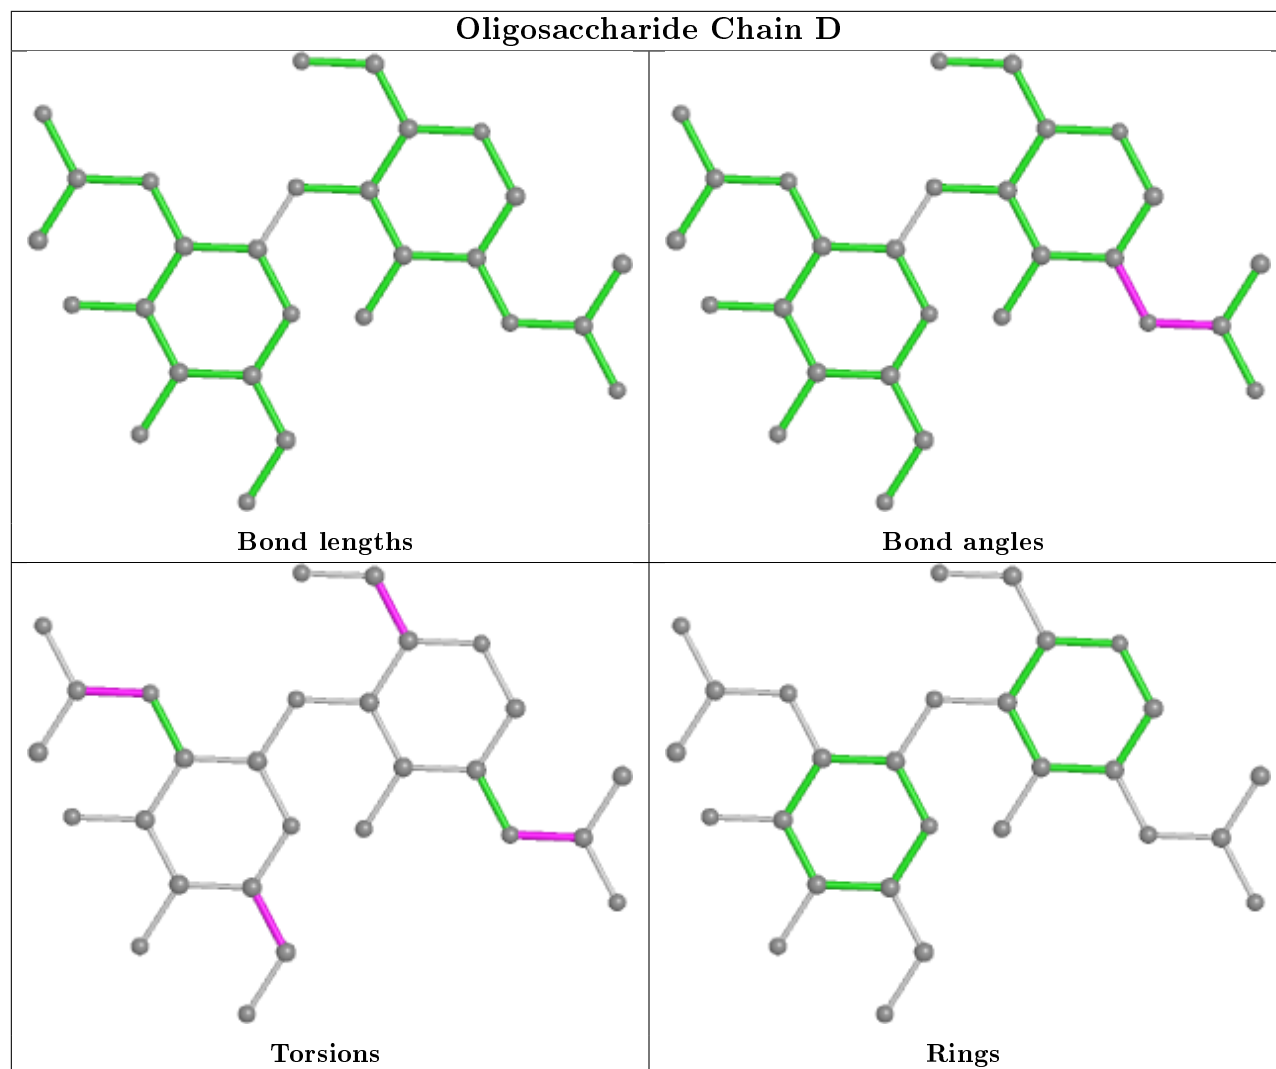 Oligosaccharide Chain D
Bond lengths
Bond angles
Torsions
Rings